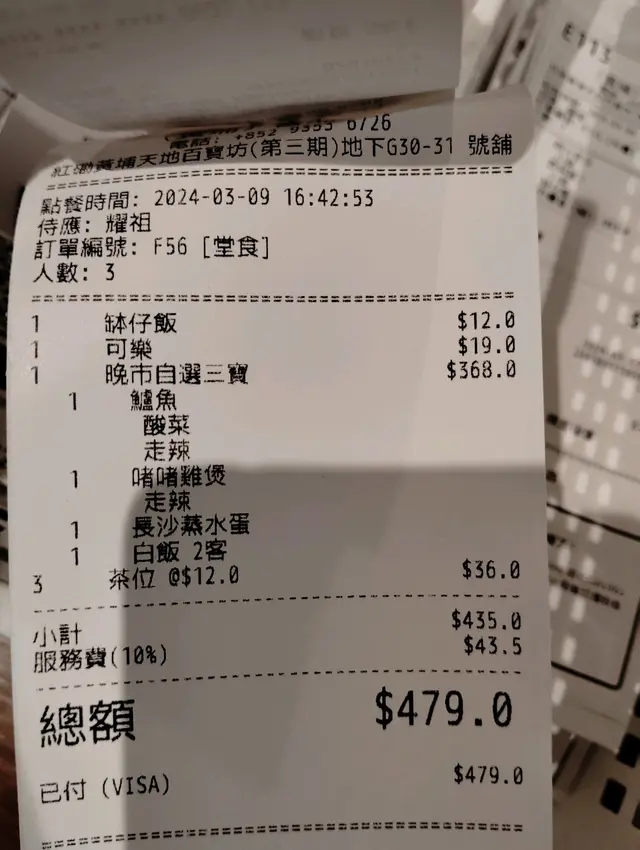 電話: +852 9353 6726
紅磡黃埔天地百寶坊(第三期)地下G30-31 號舖
點餐時間: 2024-03-09 16:42:53
侍應: 耀祖
訂單編號: F56 [堂食]
人數: 3
1 缽仔飯 $12.0
1 可樂 $19.0
1 晚市自選三寶 $368.0
1 鱸魚
酸菜
走辣
1 啫啫雞煲
走辣
1 長沙蒸水蛋
1 白飯 2客
3 茶位 @$12.0 $36.0
小計 $435.0
服務費(10%) $43.5
總額 $479.0
已付 (VISA) $479.0
E113